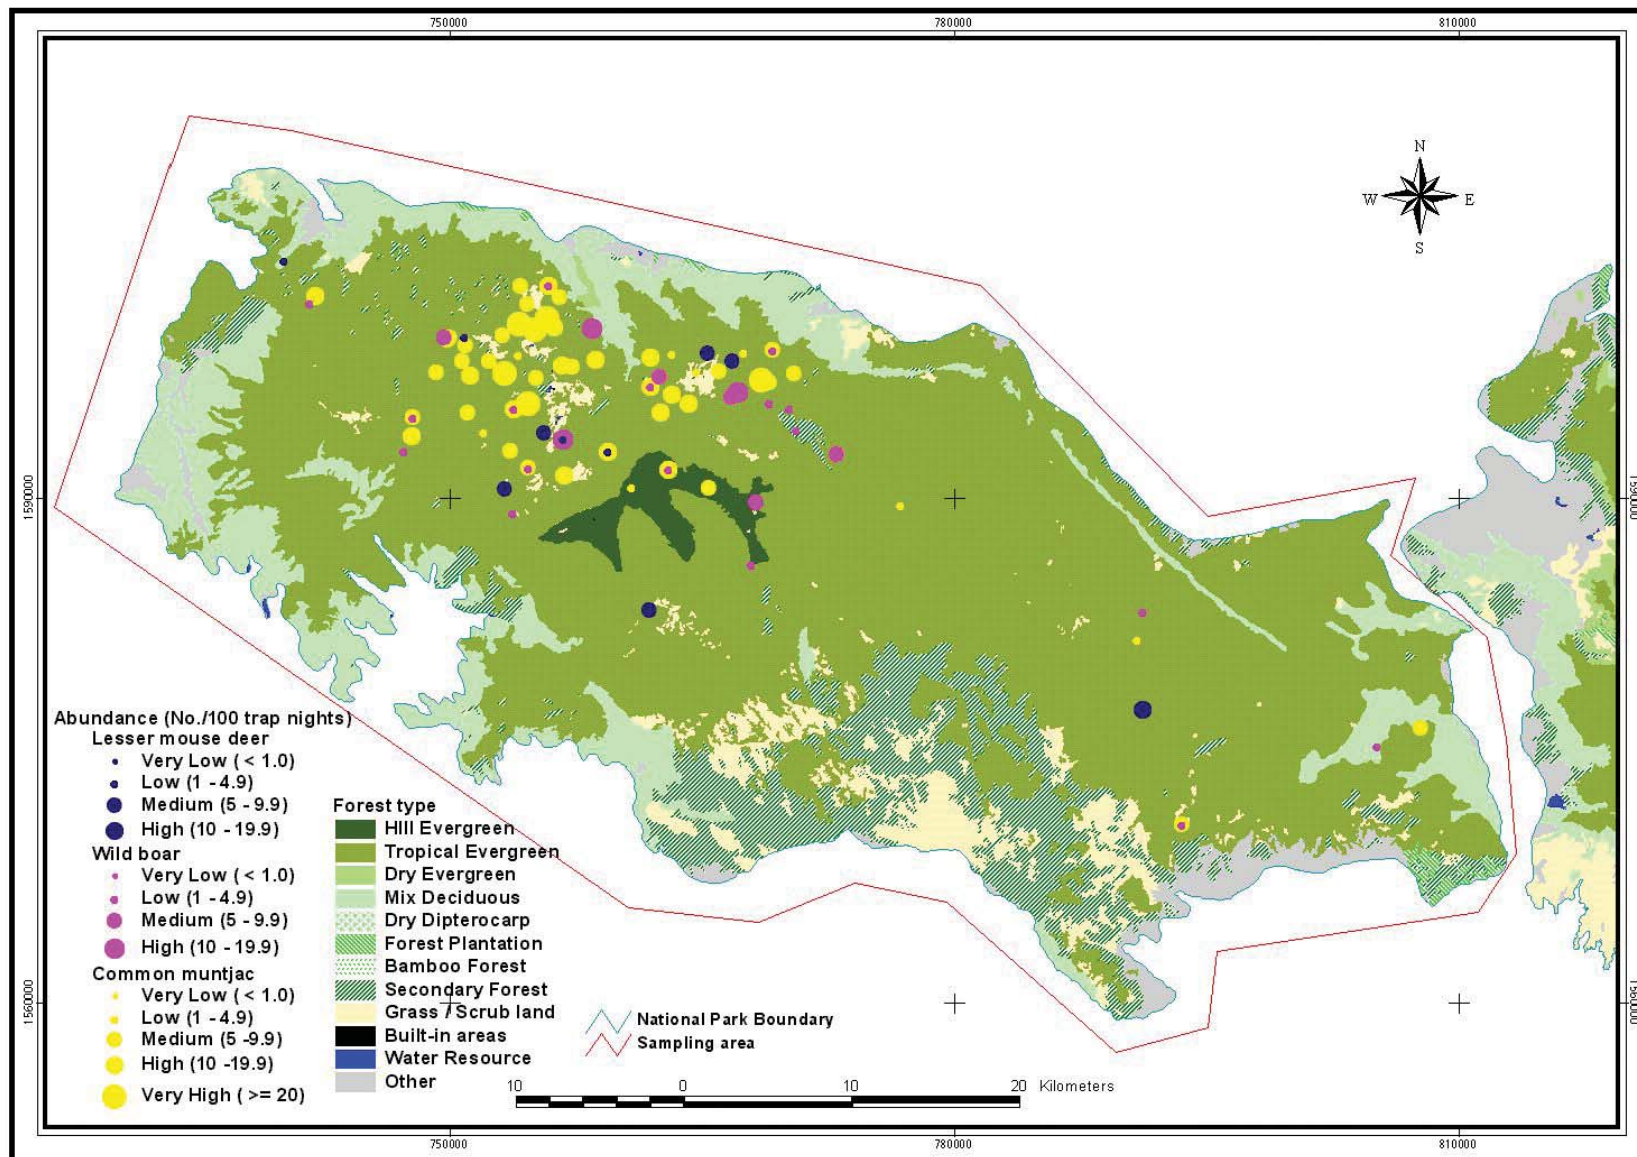 750000
780000
810000
N
W
E
S
1590000
1590000
Abundance (No./100 trap nights)
Lesser mouse deer
Very Low ( < 1.0)
Low (1 - 4.9)
Medium (5 - 9.9)
High (10 - 19.9)
Wild boar
Very Low ( < 1.0)
Low (1 - 4.9)
Medium (5 - 9.9)
High (10 - 19.9)
Common muntjac
Very Low ( < 1.0)
Low (1 - 4.9)
Medium (5 -9.9)
High (10 -19.9)
Very High ( >= 20)
Forest type
HIll Evergreen
Tropical Evergreen
Dry Evergreen
Mix Deciduous
Dry Dipterocarp
Forest Plantation
Bamboo Forest
Secondary Forest
Grass / Scrub land
Built-in areas
Water Resource
Other
National Park Boundary
Sampling area
10 0 10 20 Kilometers
1560000
1560000
750000
780000
810000